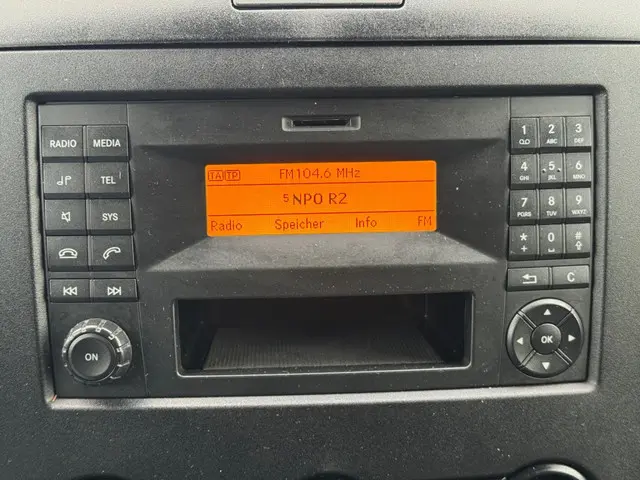 RADIO MEDIA
TEL
SYS
ON
TA TP FM104.6 MHz
5 NPO R2
Radio Speicher Info FM
1 2 ABC 3 DEF
4 GHI 5 JKL 6 MNO
7 PQRS 8 TUV 9 WXYZ
* 0 #
+
C
OK